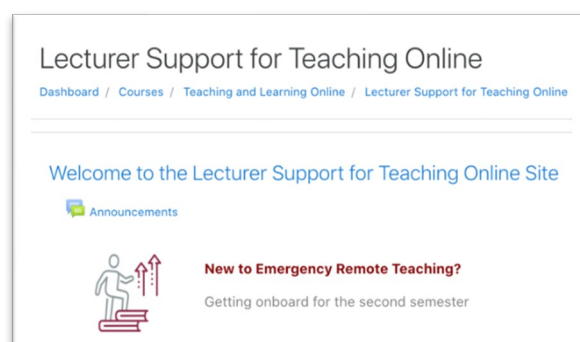 Lecturer Support for Teaching Online
Dashboard / Courses / Teaching and Learning Online / Lecturer Support for Teaching Online
Welcome to the Lecturer Support for Teaching Online Site
Announcements
New to Emergency Remote Teaching?
Getting onboard for the second semester